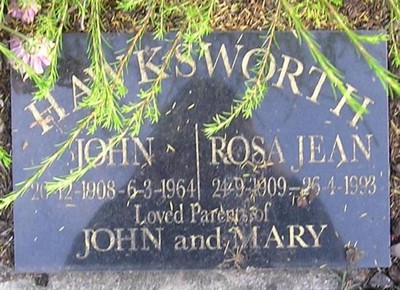 HAWKSWORTH
JOHN ROSA JEAN
20-12-1908-6-3-1964 24-9-1909-26-4-1993
Loved Parents of
JOHN and MARY